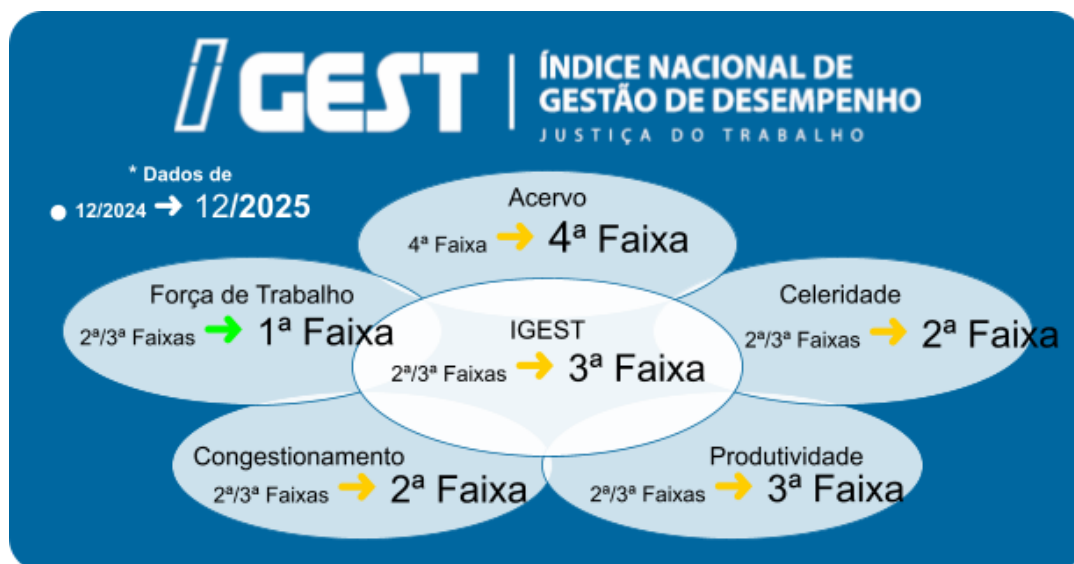 IGEST
ÍNDICE NACIONAL DE
GESTÃO DE DESEMPENHO
JUSTIÇA DO TRABALHO
* Dados de
12/2024 ➜ 12/2025
Acervo
4ª Faixa ➜ 4ª Faixa
Força de Trabalho
2ª/3ª Faixas ➜ 1ª Faixa
Celeridade
2ª/3ª Faixas ➜ 2ª Faixa
IGEST
2ª/3ª Faixas ➜ 3ª Faixa
Congestionamento
2ª/3ª Faixas ➜ 2ª Faixa
Produtividade
2ª/3ª Faixas ➜ 3ª Faixa